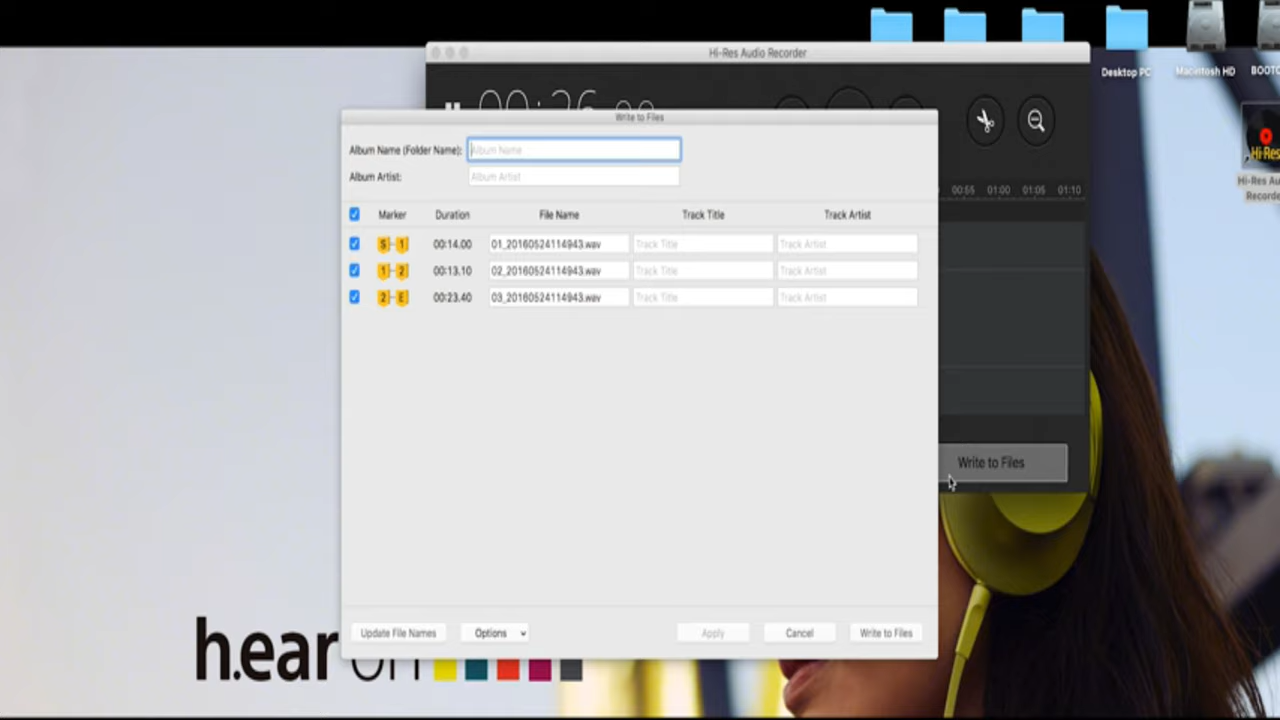 Hi-Res Audio Recorder
Desktop PC
Macintosh HD
Write to Files
Album Name (Folder Name): Album Name
Album Artist: Album Artist
00:55 01:00 01:05 01:10
Hi-Res
Hi-Res Au
Recorde
Marker Duration File Name Track Title Track Artist
S 1 00:14.00 01_20160524114943.wav Track Title Track Artist
1 2 00:13.10 02_20160524114943.wav Track Title Track Artist
2 E 00:23.40 03_20160524114943.wav Track Title Track Artist
Write to Files
Update File Names Options Apply Cancel Write to Files
h.ear on